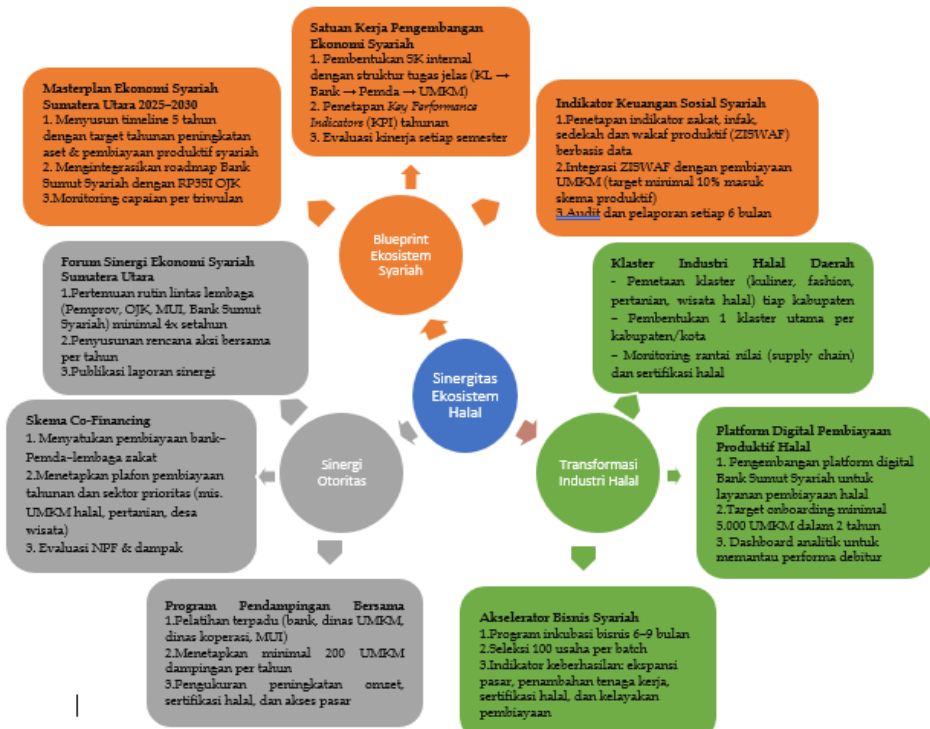 Satuan Kerja Pengembangan
Ekonomi Syariah
1. Pembentukan SK internal
dengan struktur tugas jelas (KL →
Bank → Pemda → UMKM)
2. Penetapan Key Performance
Indicators (KPI) tahunan
3. Evaluasi kinerja setiap semester
Masterplan Ekonomi Syariah
Sumatera Utara 2025–2030
1. Menyusun timeline 5 tahun
dengan target tahunan peningkatan
aset & pembiayaan produktif syariah
2. Mengintegrasikan roadmap Bank
Sumut Syariah dengan RP3SI OJK
3.Monitoring capaian per triwulan
Indikator Keuangan Sosial Syariah
1.Penetapan indikator zakat, infak,
sedekah dan wakaf produktif (ZISWAF)
berbasis data
2.Integrasi ZISWAF dengan pembiayaan
UMKM (target minimal 10% masuk
skema produktif)
3.Audit dan pelaporan setiap 6 bulan
Blueprint
Ekosistem
Syariah
Forum Sinergi Ekonomi Syariah
Sumatera Utara
1.Pertemuan rutin lintas lembaga
(Pemprov, OJK, MUI, Bank Sumut
Syariah) minimal 4x setahun
2.Penyusunan rencana aksi bersama
per tahun
3.Publikasi laporan sinergi
Klaster Industri Halal Daerah
- Pemetaan klaster (kuliner, fashion,
pertanian, wisata halal) tiap kabupaten
– Pembentukan 1 klaster utama per
kabupaten/kota
– Monitoring rantai nilai (supply chain)
dan sertifikasi halal
Sinergitas
Ekosistem
Halal
Skema Co-Financing
1. Menyatukan pembiayaan bank–
Pemda–lembaga zakat
2.Menetapkan plafon pembiayaan
tahunan dan sektor prioritas (mis.
UMKM halal, pertanian, desa
wisata)
3. Evaluasi NPF & dampak
Sinergi
Otoritas
Transformasi
Industri Halal
Platform Digital Pembiayaan
Produktif Halal
1. Pengembangan platform digital
Bank Sumut Syariah untuk
layanan pembiayaan halal
2.Target onboarding minimal
5.000 UMKM dalam 2 tahun
3. Dashboard analitik untuk
memantau performa debitur
Program Pendampingan Bersama
1.Pelatihan terpadu (bank, dinas UMKM,
dinas koperasi, MUI)
2.Menetapkan minimal 200 UMKM
dampingan per tahun
3.Pengukuran peningkatan omset,
sertifikasi halal, dan akses pasar
Akselerator Bisnis Syariah
1.Program inkubasi bisnis 6–9 bulan
2.Seleksi 100 usaha per batch
3.Indikator keberhasilan: ekspansi
pasar, penambahan tenaga kerja,
sertifikasi halal, dan kelayakan
pembiayaan